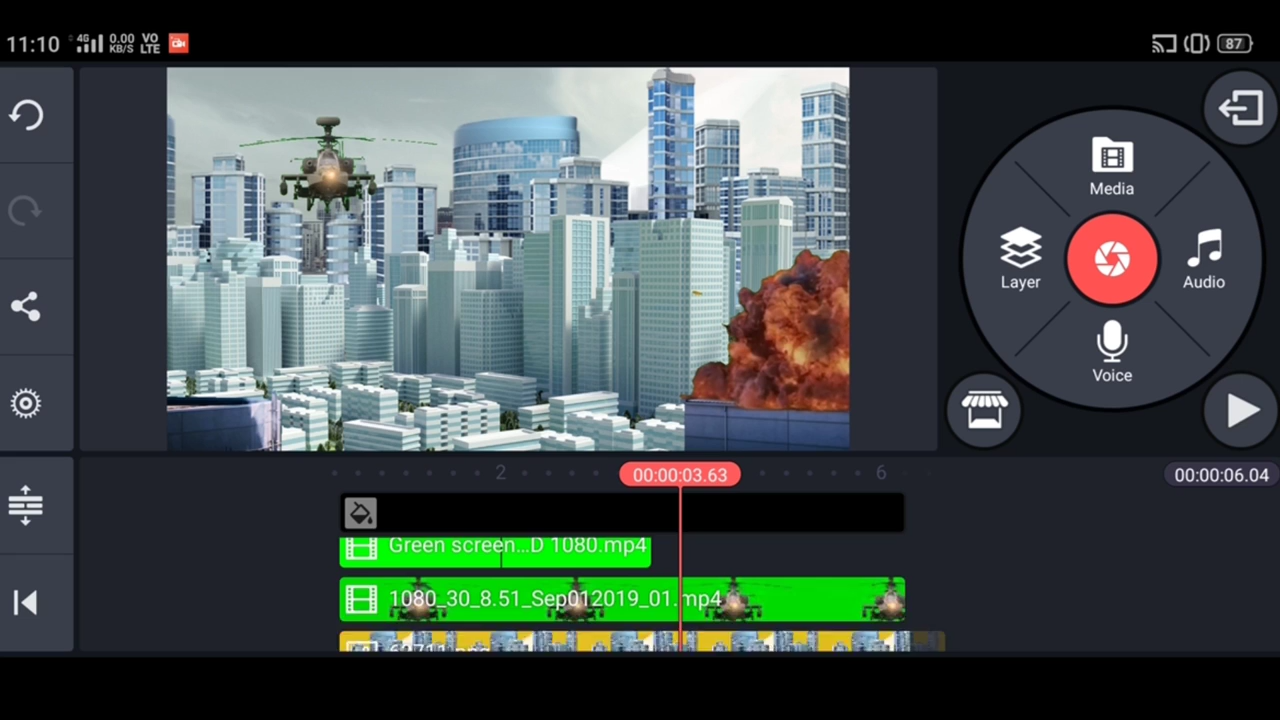 11:10 4G 0.00 KB/S VO LTE 87
Media
Layer
Audio
Voice
2 00:00:03.63 6 00:00:06.04
Green screen...D 1080.mp4
1080_30_8.51_Sep012019_01.mp4